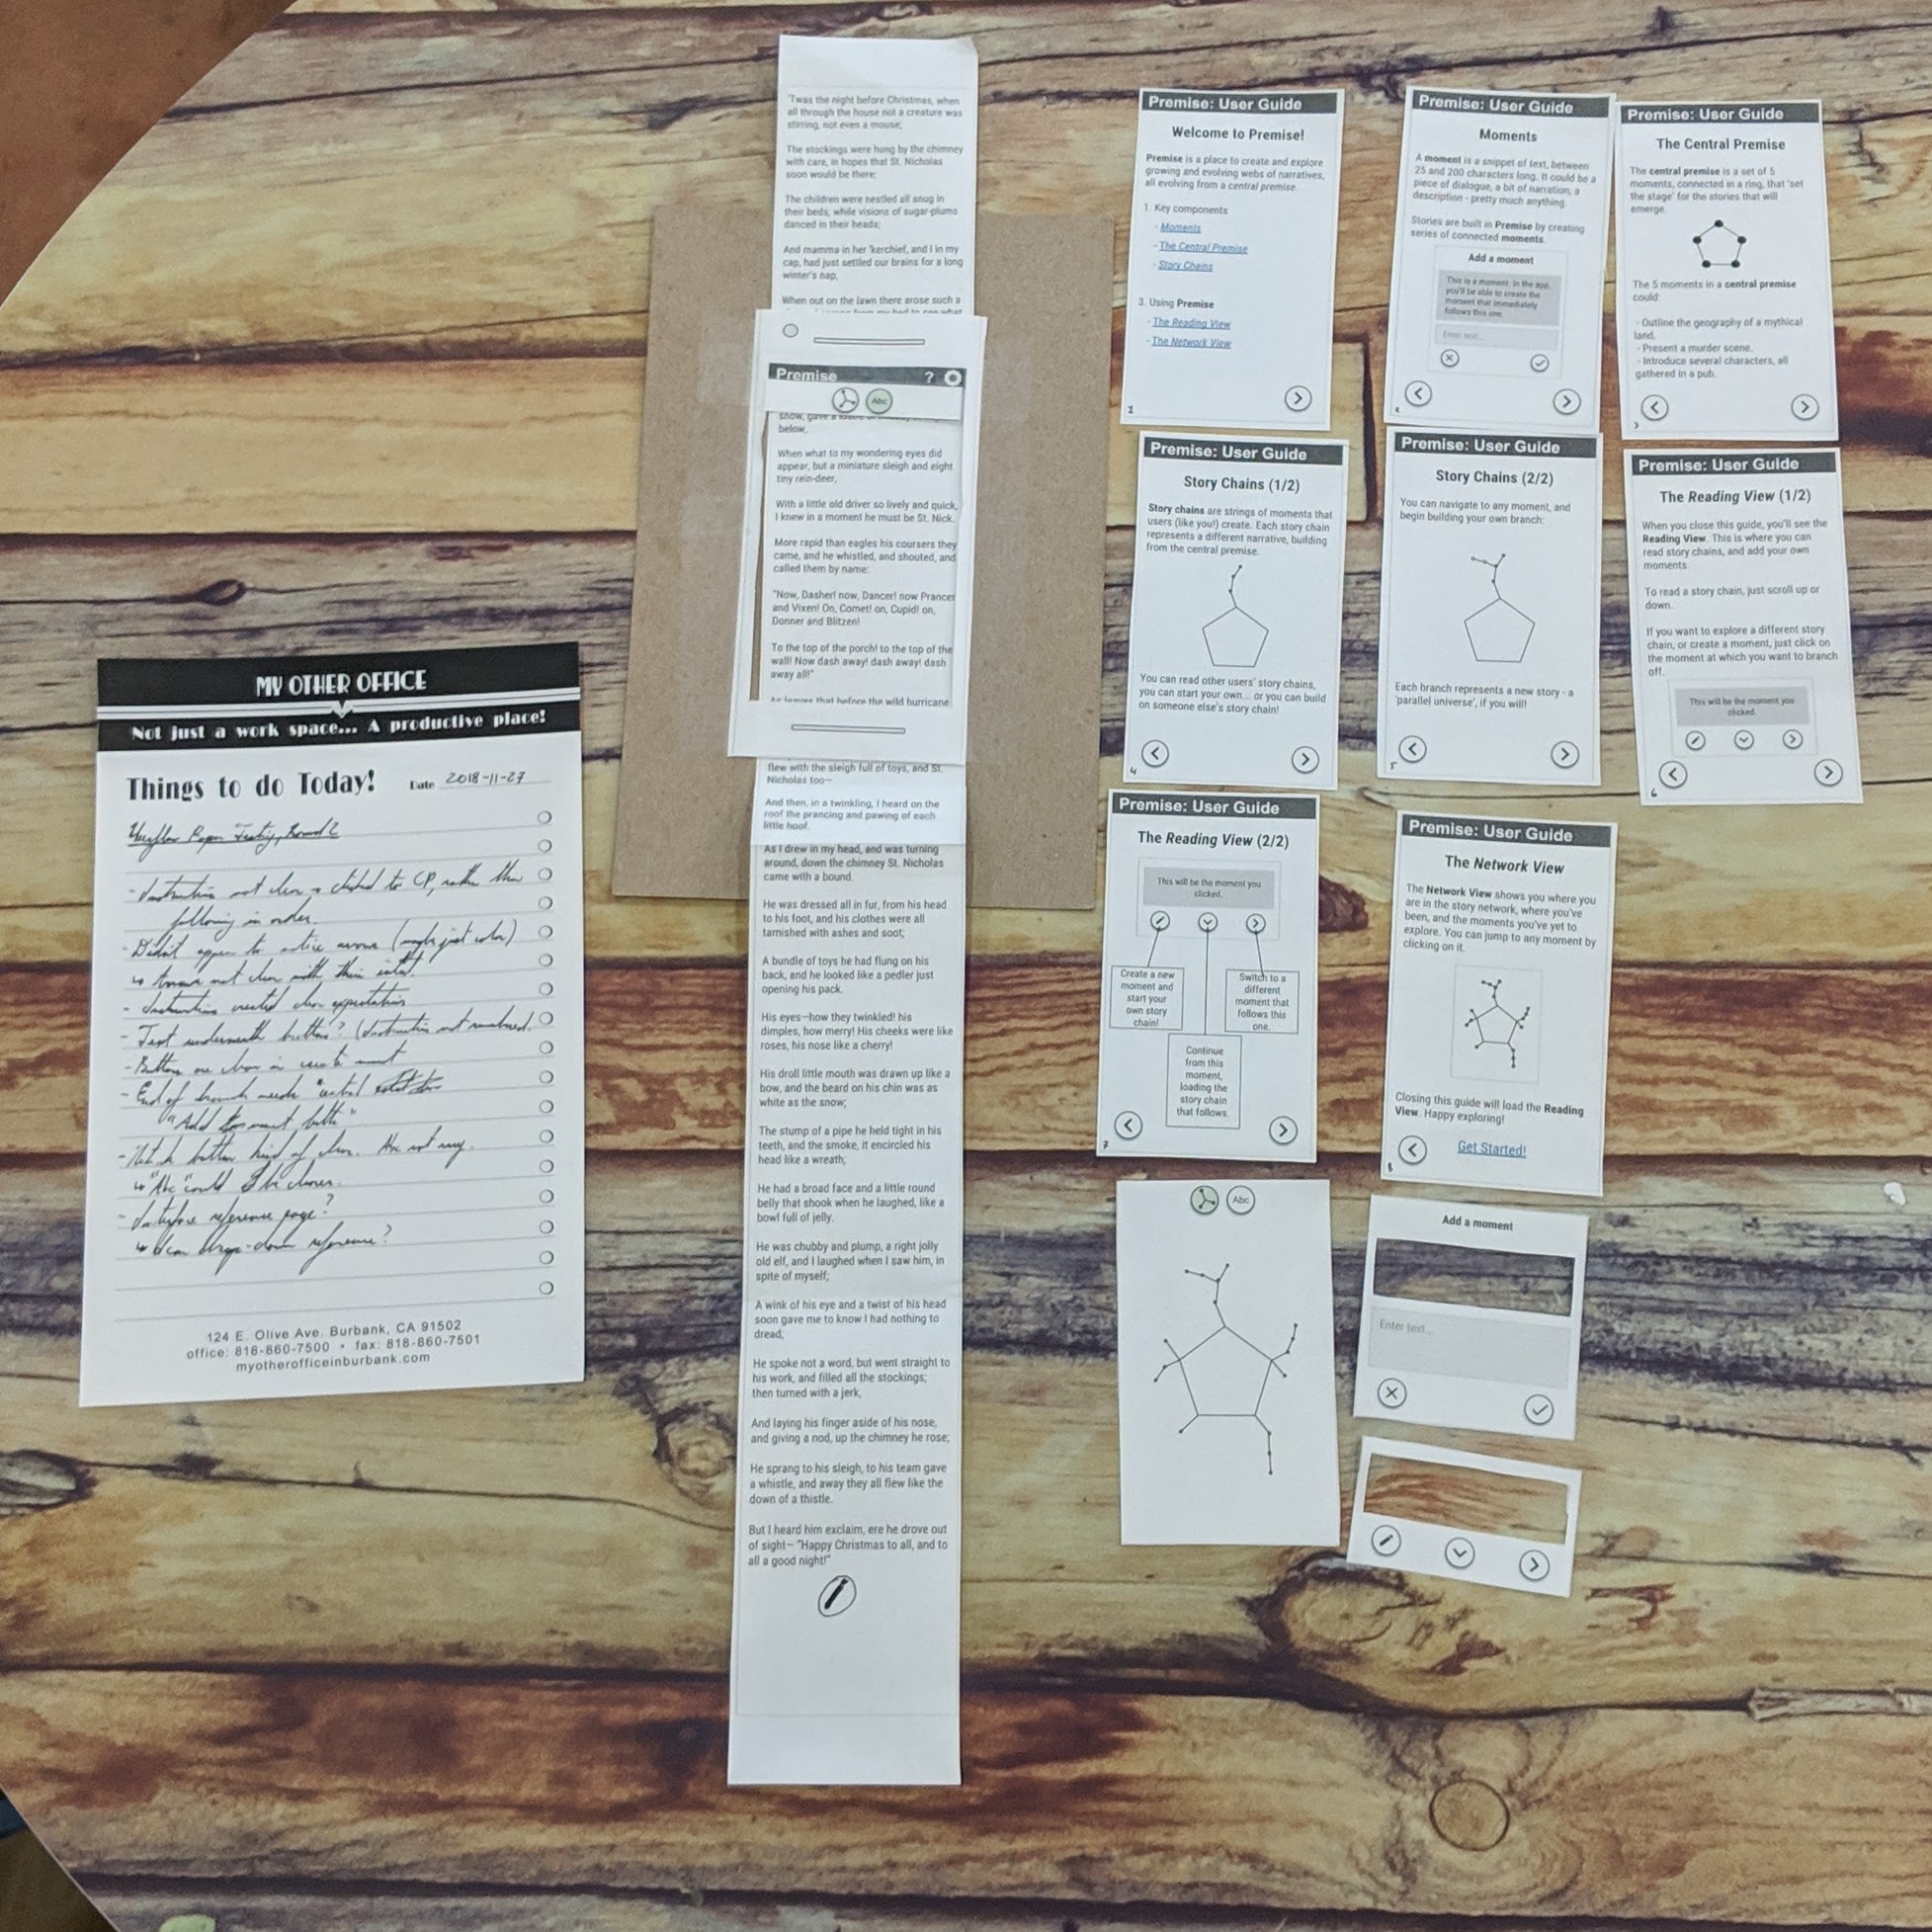 'Twas the night before Christmas, when
all through the house not a creature was
stirring, not even a mouse;
The stockings were hung by the chimney
with care, in hopes that St. Nicholas
soon would be there;
The children were nestled all snug in
their beds; while visions of sugar-plums
danced in their heads;
And mamma in her 'kerchief, and I in my
cap, had just settled our brains for a long
winter's nap,
When out on the lawn there arose such a
Premise ?
Abc
below,
When what to my wondering eyes did
appear, but a miniature sleigh and eight
tiny rein-deer,
With a little old driver so lively and quick,
I knew in a moment he must be St. Nick.
More rapid than eagles his coursers they
came, and he whistled, and shouted, and
called them by name:
"Now, Dasher! now, Dancer! now Prancer
and Vixen! On, Comet! on, Cupid! on,
Donner and Blitzen!
To the top of the porch! to the top of the
wall! Now dash away! dash away! dash
away all!"
As leaves that before the wild hurricane
flew with the sleigh full of toys, and St.
Nicholas too—
And then, in a twinkling, I heard on the
roof the prancing and pawing of each
little hoof.
As I drew in my head, and was turning
around, down the chimney St. Nicholas
came with a bound.
He was dressed all in fur, from his head
to his foot, and his clothes were all
tarnished with ashes and soot;
A bundle of toys he had flung on his
back, and he looked like a pedler just
opening his pack.
His eyes—how they twinkled! his
dimples, how merry! His cheeks were like
roses, his nose like a cherry!
His droll little mouth was drawn up like a
bow, and the beard on his chin was as
white as the snow;
The stump of a pipe he held tight in his
teeth, and the smoke, it encircled his
head like a wreath;
He had a broad face and a little round
belly that shook when he laughed, like a
bowl full of jelly.
He was chubby and plump, a right jolly
old elf, and I laughed when I saw him, in
spite of myself;
A wink of his eye and a twist of his head
soon gave me to know I had nothing to
dread;
He spoke not a word, but went straight to
his work, and filled all the stockings;
then turned with a jerk,
And laying his finger aside of his nose,
and giving a nod, up the chimney he rose;
He sprang to his sleigh, to his team gave
a whistle, and away they all flew like the
down of a thistle.
But I heard him exclaim, ere he drove out
of sight— "Happy Christmas to all, and to
all a good night!"
MY OTHER OFFICE
Not just a work space... A productive place!
Things to do Today! Date 2018-11-27
Paper Testing, Round 2
- Instructions not clear → clicked to CP, rather than
following in order.
- Didn't appear to notice arrows (maybe just color)
↳ Arrows not clear with their intent.
- Instructions created clear expectations
- Text underneath buttons? (Instructions not remembered.
- Buttons are clear in create moment
- End of branch needs
"Add moment button"
- button kind of clear. Abc not
↳ "Abc" could be clearer.
- Interface reference page?
↳ drop-down reference?
124 E. Olive Ave. Burbank, CA 91502
office: 818-860-7500 • fax: 818-860-7501
myotherofficeinburbank.com
Premise: User Guide
Welcome to Premise!
Premise is a place to create and explore
growing and evolving webs of narratives,
all evolving from a central premise.
1. Key components
- Moments
- The Central Premise
- Story Chains
3. Using Premise
- The Reading View
- The Network View
1
Premise: User Guide
Moments
A moment is a snippet of text, between
25 and 200 characters long. It could be a
piece of dialogue, a bit of narration, a
description - pretty much anything.
Stories are built in Premise by creating
series of connected moments.
Add a moment
This is a moment. In the app,
you'll be able to create the
moment that immediately
follows this one.
Enter text...
Premise: User Guide
The Central Premise
The central premise is a set of 5
moments, connected in a ring, that 'set
the stage' for the stories that will
emerge.
The 5 moments in a central premise
could:
- Outline the geography of a mythical
land.
- Present a murder scene.
- Introduce several characters, all
gathered in a pub.
3
Premise: User Guide
Story Chains (1/2)
Story chains are strings of moments that
users (like you!) create. Each story chain
represents a different narrative, building
from the central premise.
You can read other users' story chains,
you can start your own... or you can build
on someone else's story chain!
4
Premise: User Guide
Story Chains (2/2)
You can navigate to any moment, and
begin building your own branch:
Each branch represents a new story - a
'parallel universe', if you will!
5
Premise: User Guide
The Reading View (1/2)
When you close this guide, you'll see the
Reading View. This is where you can
read story chains, and add your own
moments.
To read a story chain, just scroll up or
down.
If you want to explore a different story
chain, or create a moment, just click on
the moment at which you want to branch
off.
This will be the moment you
clicked.
6
Premise: User Guide
The Reading View (2/2)
This will be the moment you
clicked.
Create a new
moment and
start your
own story
chain!
Continue
from this
moment,
loading the
story chain
that follows.
Switch to a
different
moment that
follows this
one.
7
Premise: User Guide
The Network View
The Network View shows you where you
are in the story network, where you've
been, and the moments you've yet to
explore. You can jump to any moment by
clicking on it.
Closing this guide will load the Reading
View. Happy exploring!
Get Started!
8
Abc
Add a moment
Enter text...